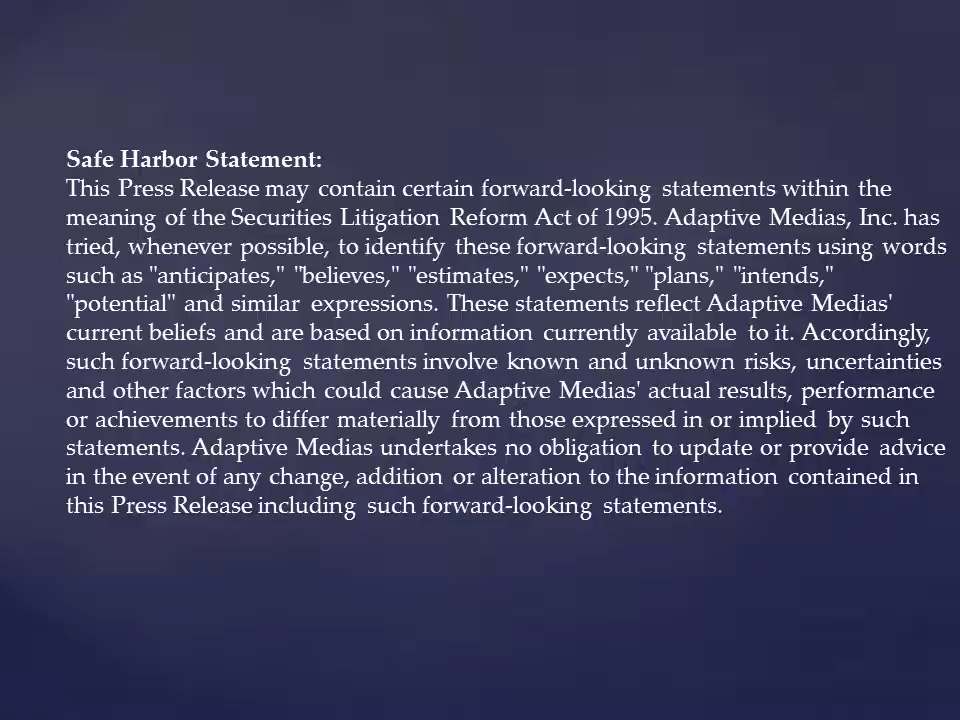 Safe Harbor Statement:
This Press Release may contain certain forward-looking statements within the
meaning of the Securities Litigation Reform Act of 1995. Adaptive Medias, Inc. has
tried, whenever possible, to identify these forward-looking statements using words
such as "anticipates," "believes," "estimates," "expects," "plans," "intends,"
"potential" and similar expressions. These statements reflect Adaptive Medias'
current beliefs and are based on information currently available to it. Accordingly,
such forward-looking statements involve known and unknown risks, uncertainties
and other factors which could cause Adaptive Medias' actual results, performance
or achievements to differ materially from those expressed in or implied by such
statements. Adaptive Medias undertakes no obligation to update or provide advice
in the event of any change, addition or alteration to the information contained in
this Press Release including such forward-looking statements.